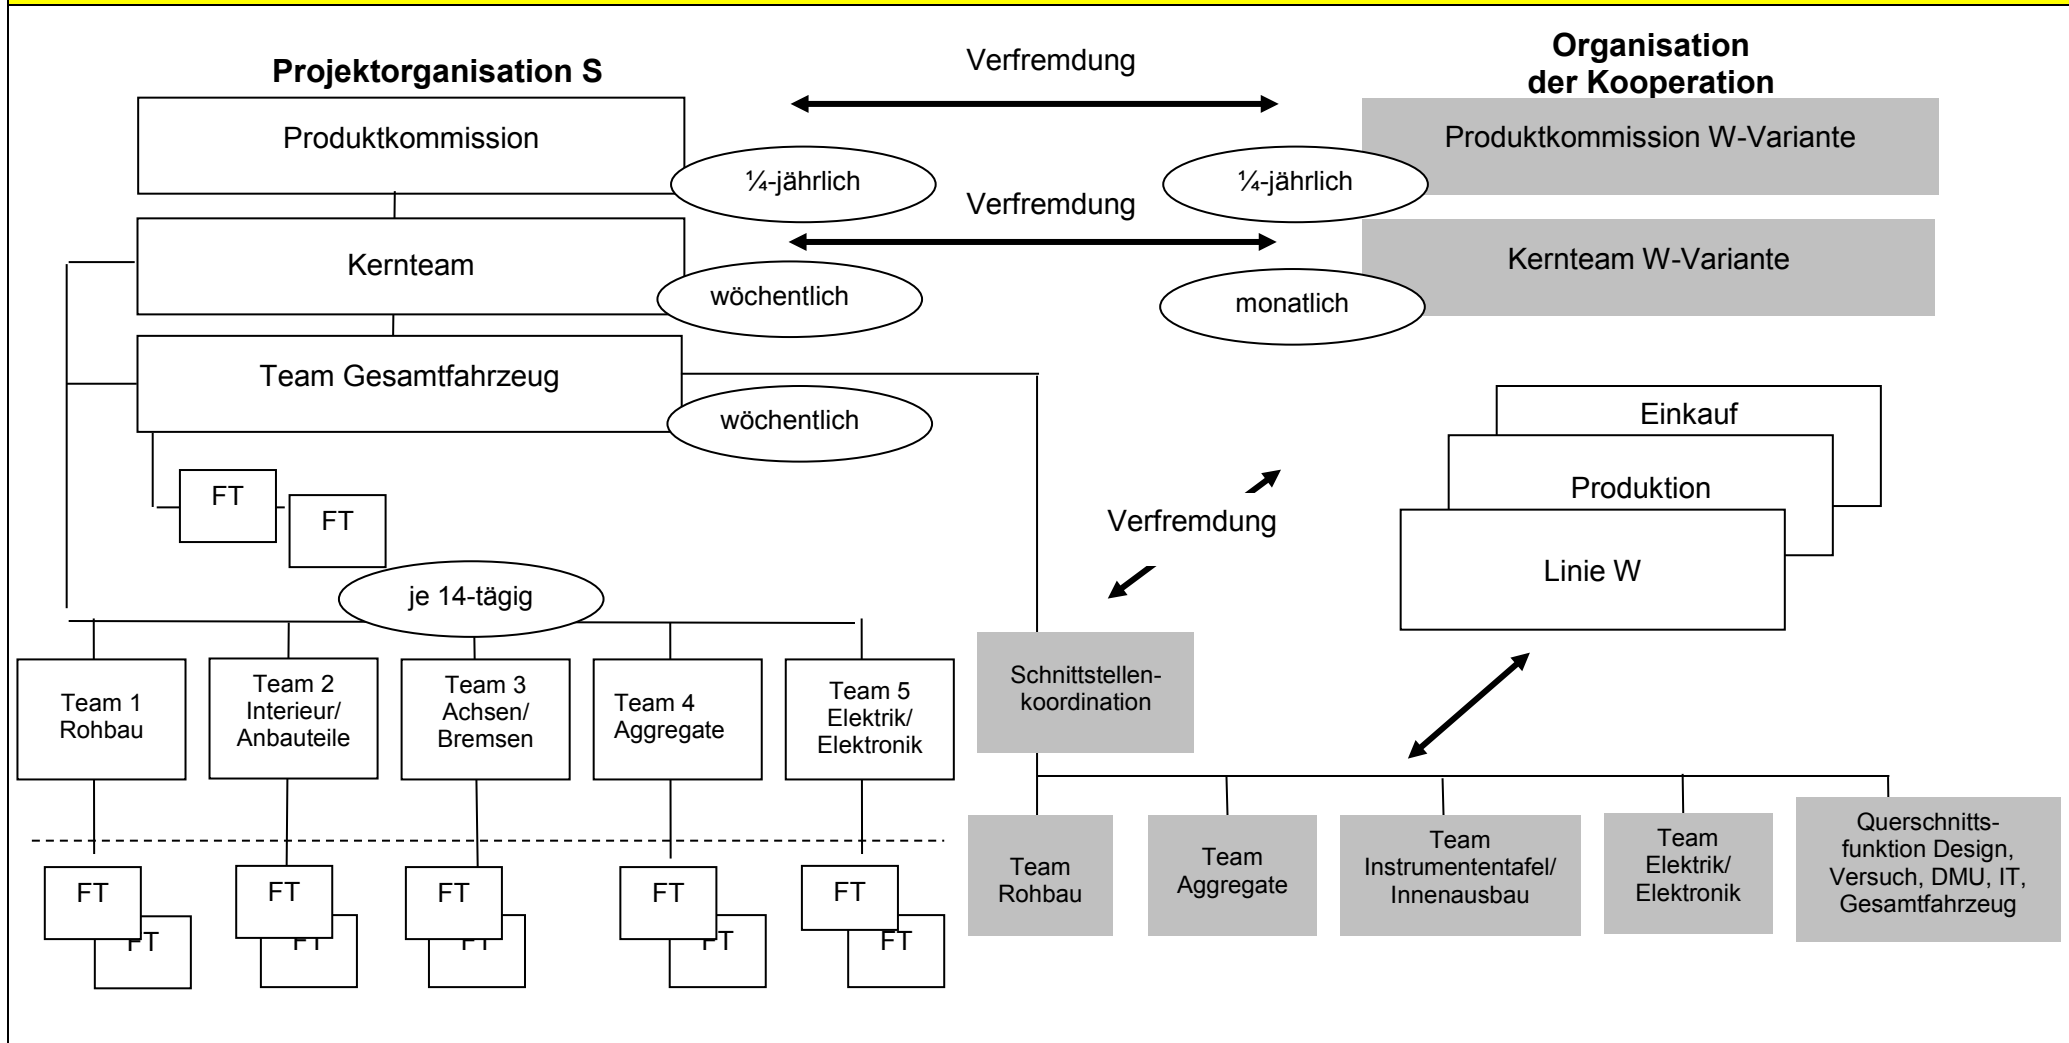 Projektorganisation S
Verfremdung
Organisation
der Kooperation
Produktkommission
Produktkommission W-Variante
¼-jährlich
¼-jährlich
Verfremdung
Kernteam
Kernteam W-Variante
wöchentlich
monatlich
Team Gesamtfahrzeug
wöchentlich
Einkauf
Produktion
Linie W
FT
FT
Verfremdung
je 14-tägig
Team 1
Rohbau
Team 2
Interieur/
Anbauteile
Team 3
Achsen/
Bremsen
Team 4
Aggregate
Team 5
Elektrik/
Elektronik
Schnittstellen-
koordination
FT
FT
FT
FT
FT
FT
FT
FT
FT
FT
Team
Rohbau
Team
Aggregate
Team
Instrumententafel/
Innenausbau
Team
Elektrik/
Elektronik
Querschnitts-
funktion Design,
Versuch, DMU, IT,
Gesamtfahrzeug